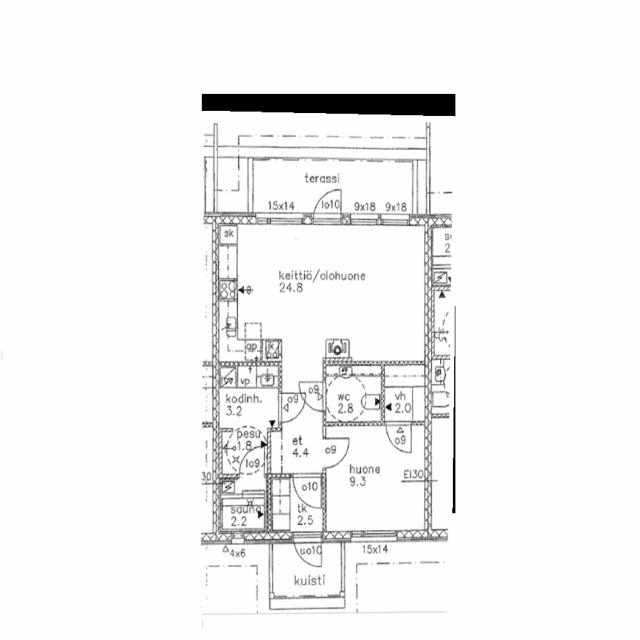 terassi
15x14
lo10
9x18
9x18
sk
keittiö/olohuone
24.8
ap
jk
vp
kodinh.
3.2
o9
o9
wc
2.8
vh
2.0
pesu
1.8
lo9
et
4.4
o9
o9
huone
9.3
EI30
30
o10
sauna
2.2
tk
2.5
4x6
uo10
15x14
kuisti